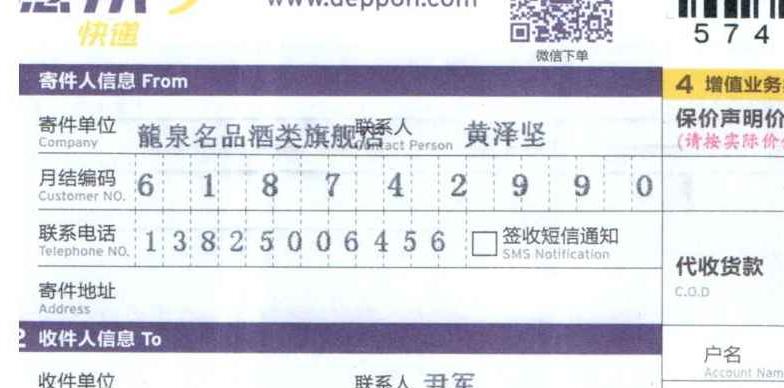 www.deppon.com
快递
微信下单
5 7 4
寄件人信息 From
4 增值业务
寄件单位 龍泉名品酒类旗舰店 联系人 黄泽坚
Company Contact Person
保价声明价
(请按实际价
月结编码 6 1 8 7 4 2 9 9 0
Customer NO.
联系电话 13825006456 签收短信通知
Telephone NO. SMS Notification
代收货款
C.O.D
寄件地址
Address
2 收件人信息 To
户名
Account Nam
收件单位 联系人 尹军